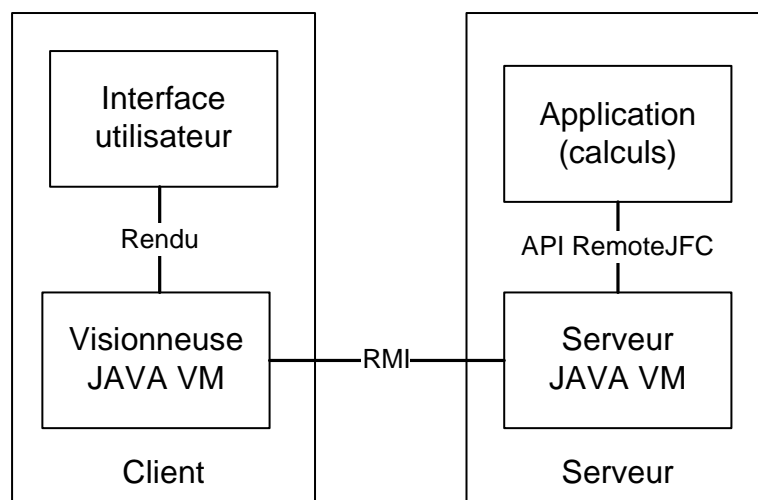 Interface
utilisateur
Application
(calculs)
Rendu
API RemoteJFC
Visionneuse
JAVA VM
RMI
Serveur
JAVA VM
Client
Serveur